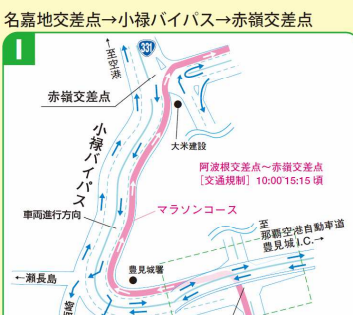 名嘉地交差点→小禄バイパス→赤嶺交差点
1
331
至空港
赤嶺交差点
大米建設
小禄バイパス
阿波根交差点〜赤嶺交差点
[交通規制] 10:00~15:15 頃
車両進行方向
マラソンコース
至
那覇空港自動車道
豊見城I.C.→
←瀬長島
豊見城署